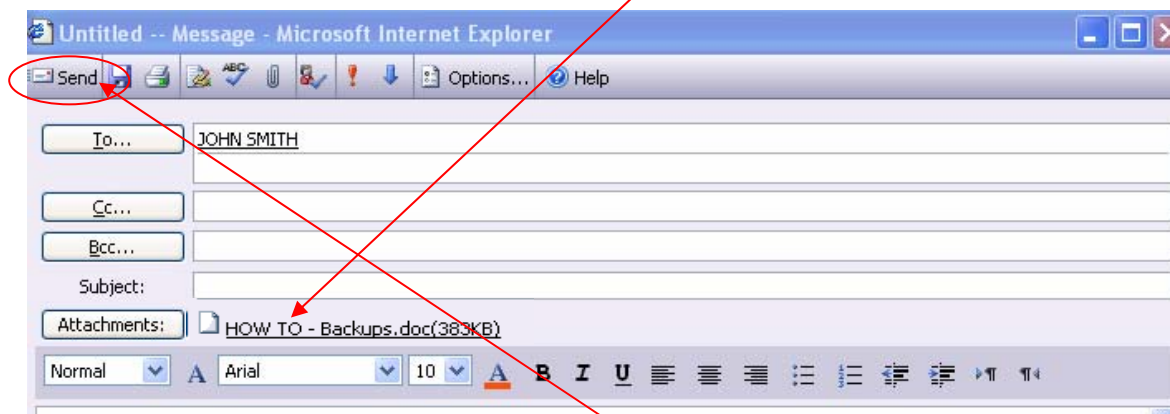 Untitled -- Message - Microsoft Internet Explorer
Send ABC Options... Help
To... JOHN SMITH
Cc...
Bcc...
Subject:
Attachments: HOW TO - Backups.doc(383KB)
Normal A Arial 10 A B I U